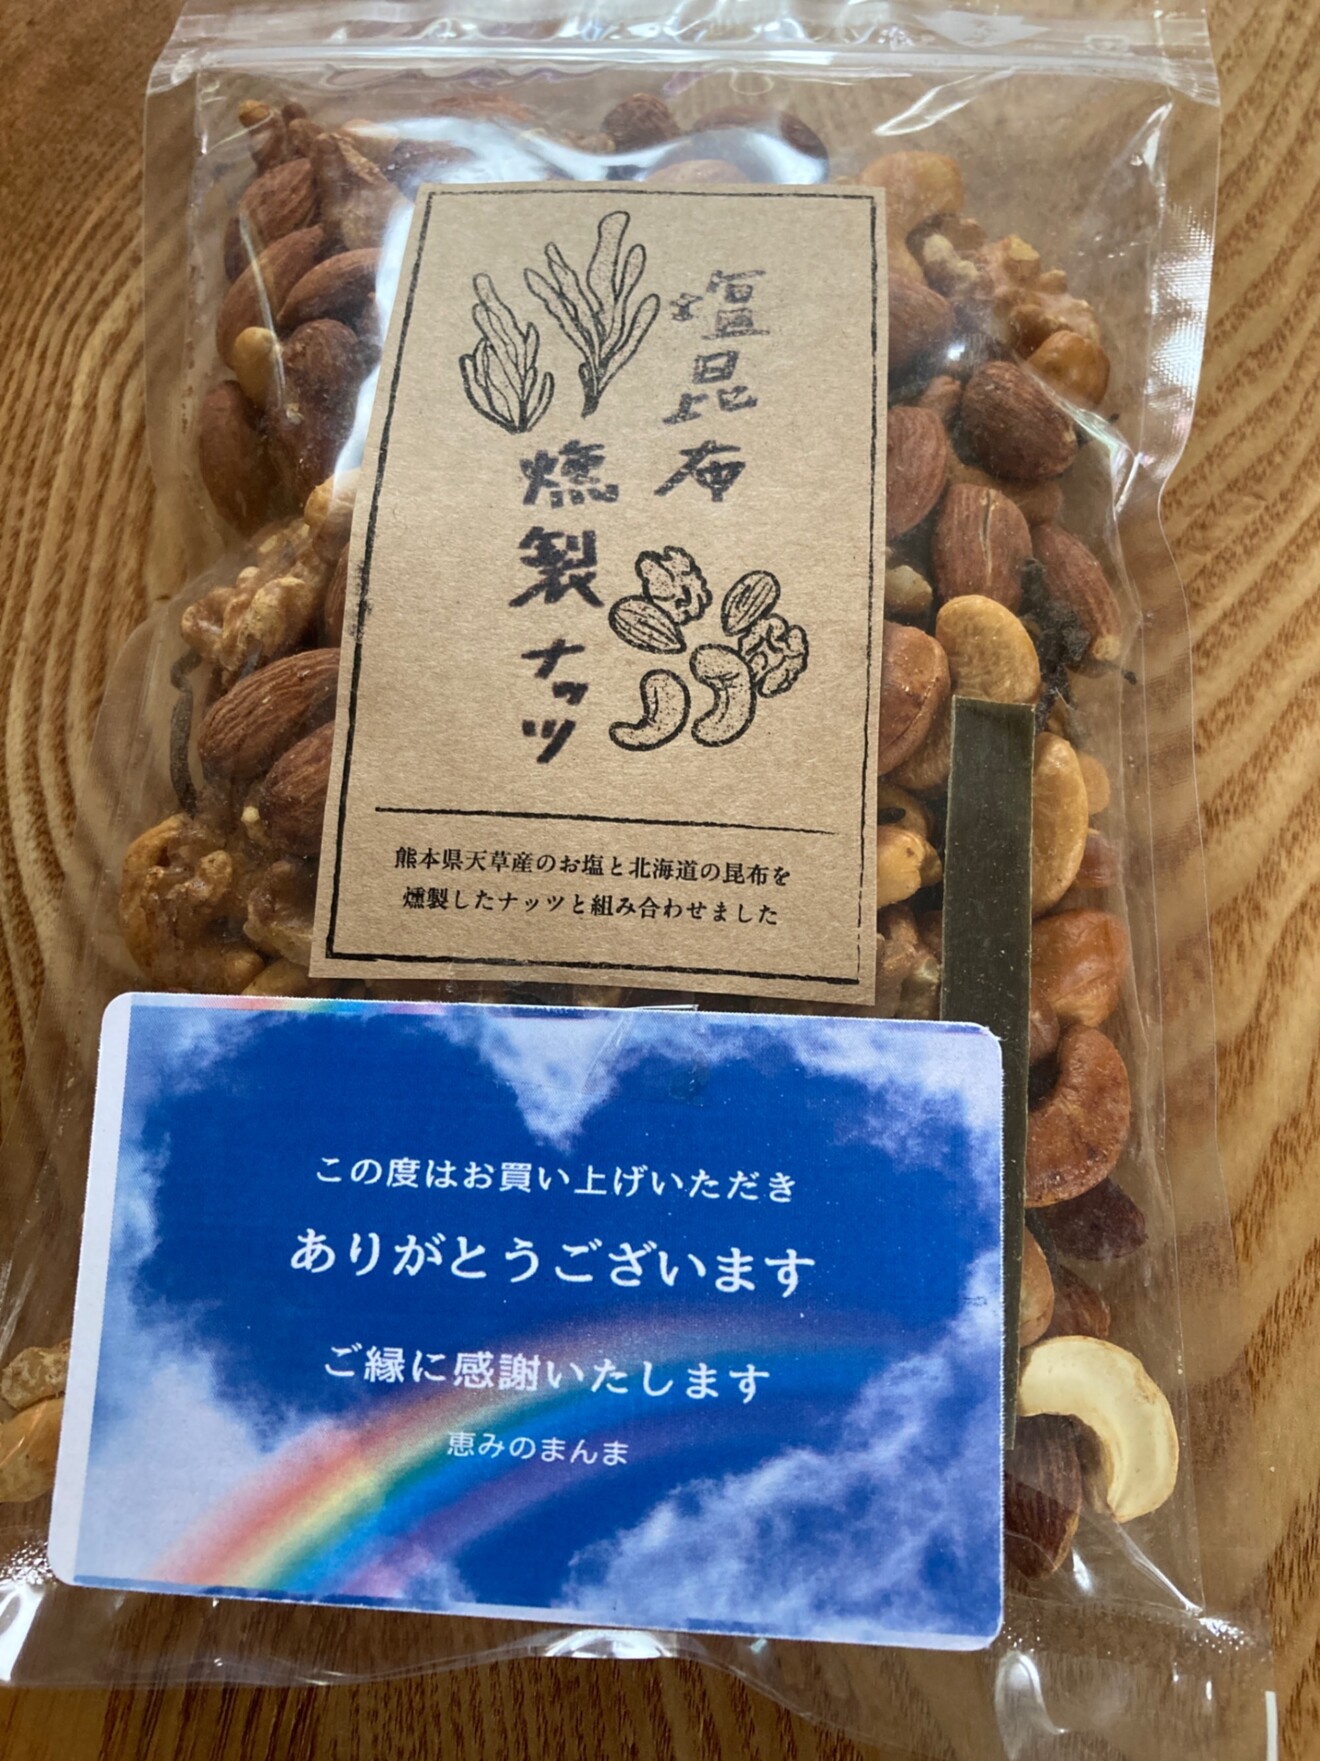 塩昆布
燻製ナッツ
熊本県天草産のお塩と北海道の昆布を
燻製したナッツと組み合わせました
この度はお買い上げいただき
ありがとうございます
ご縁に感謝いたします
恵みのまんま